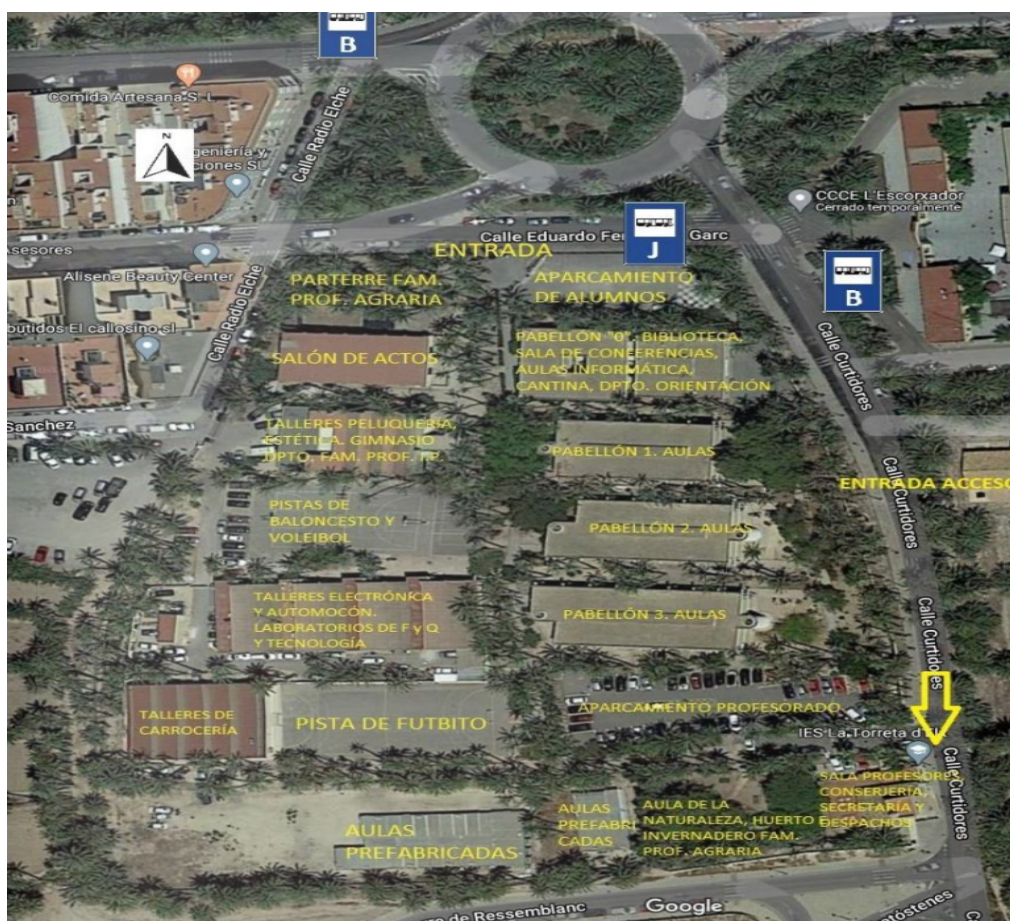 B
Comida Artesana S L
N
geniería y
ciones SL
Calle Radio Elche
CCCE L'Escorxador
Cerrado temporalmente
J
Calle Eduardo Fer
Garc
ENTRADA
Asesores
Alisene Beauty Center
B
PARTERRE FAM.
PROF. AGRARIA
APARCAMIENTO
DE ALUMNOS
Calle Radio Elche
butidos El callosino sl
Calle Curtidores
SALÓN DE ACTOS
PABELLÓN "0". BIBLIOTECA,
SALA DE CONFERENCIAS,
AULAS INFORMÁTICA,
CANTINA, DPTO. ORIENTACIÓN
Sanchez
TALLERES PELUQUERÍA,
ESTÉTICA. GIMNASIO
DPTO. FAM. PROF. F.P.
PABELLÓN 1. AULAS
ENTRADA ACCESO
Calle Curtidores
PISTAS DE
BALONCESTO Y
VOLEIBOL
PABELLÓN 2. AULAS
TALLERES ELECTRÓNICA
Y AUTOMOCÓN.
LABORATORIOS DE F y Q
Y TECNOLOGÍA
PABELLÓN 3. AULAS
Calle Curtidores
TALLERES DE
CARROCERÍA
PISTA DE FUTBITO
APARCAMIENTO PROFESORADO
IES La Torreta d'El
Calle Curtidores
SALA PROFESORES
CONSERJERÍA,
SECRETARÍA Y
DESPACHOS
AULAS
PREFABRICADAS
AULAS
PREFABRI
CADAS
AULA DE LA
NATURALEZA, HUERTO E
INVERNADERO FAM.
PROF. AGRARIA
de Ressemblanc
Google
atóstenes